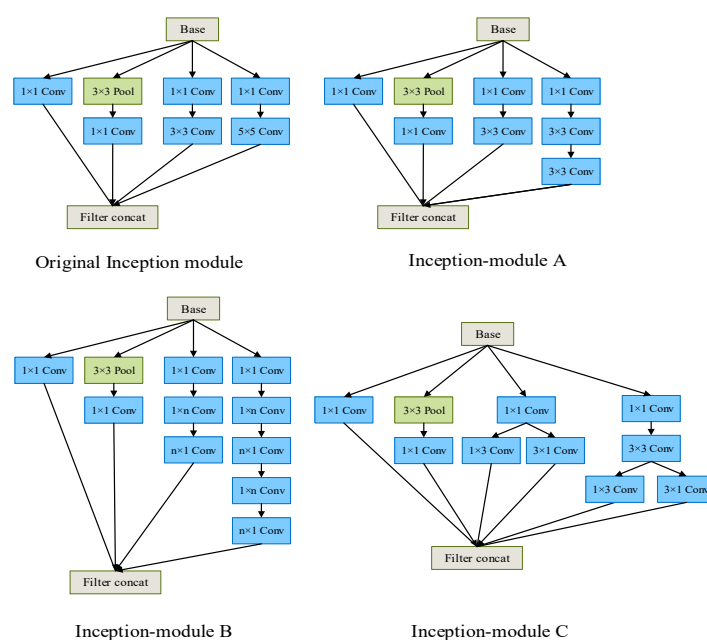 Base
1×1 Conv 3×3 Pool 1×1 Conv 1×1 Conv
1×1 Conv 3×3 Conv 5×5 Conv
Filter concat
Original Inception module
Base
1×1 Conv 3×3 Pool 1×1 Conv 1×1 Conv
1×1 Conv 3×3 Conv 3×3 Conv
3×3 Conv
Filter concat
Inception-module A
Base
1×1 Conv 3×3 Pool 1×1 Conv 1×1 Conv
1×1 Conv 1×n Conv 1×n Conv
n×1 Conv n×1 Conv
1×n Conv
n×1 Conv
Filter concat
Inception-module B
Base
1×1 Conv 3×3 Pool 1×1 Conv 1×1 Conv
1×1 Conv 1×3 Conv 3×1 Conv 3×3 Conv
1×3 Conv 3×1 Conv
Filter concat
Inception-module C